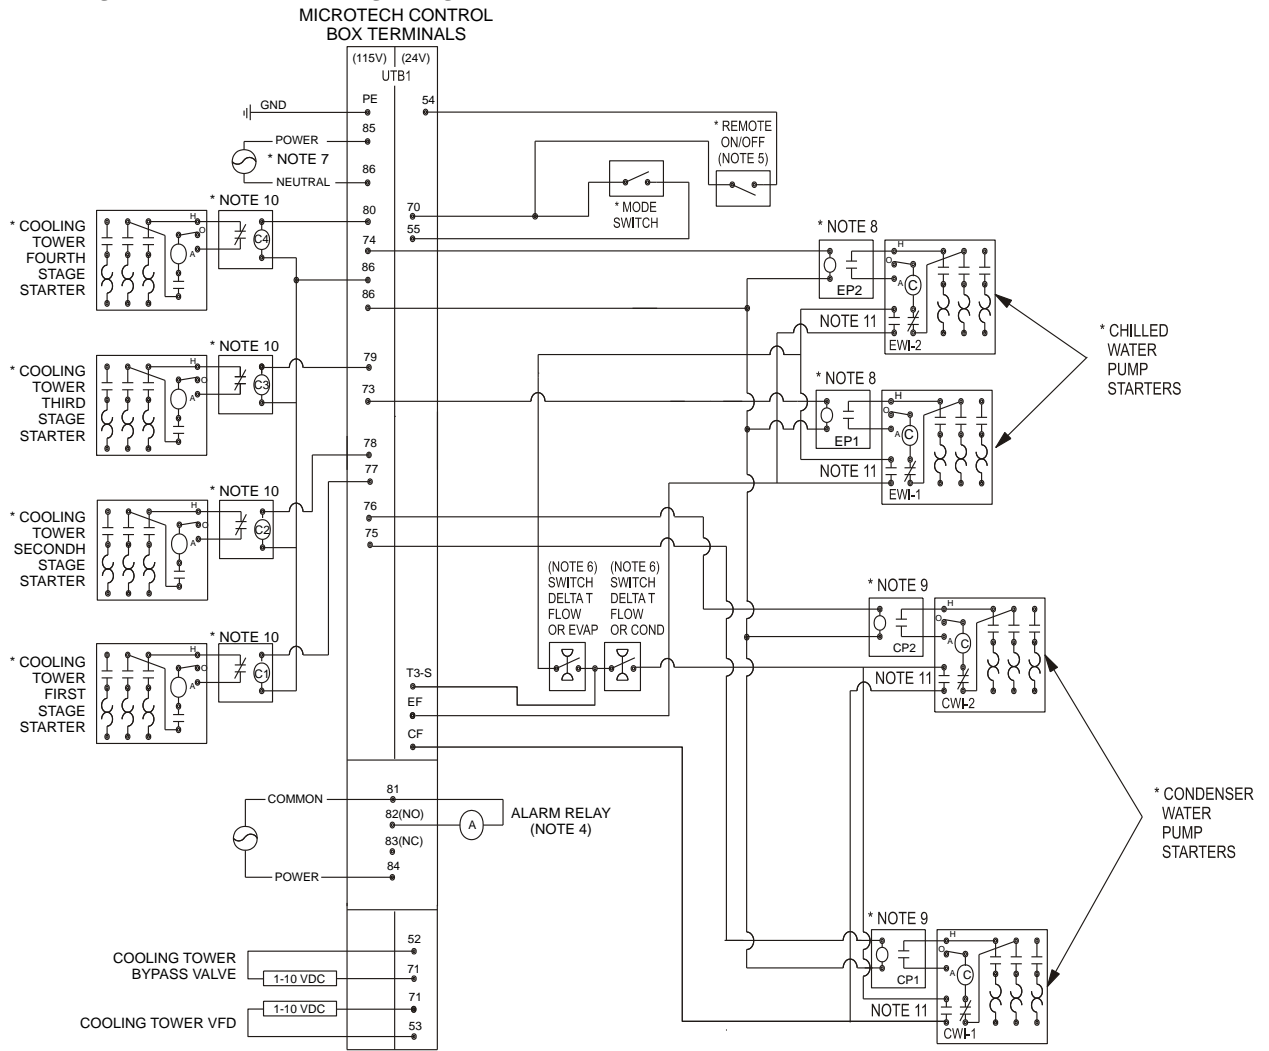 MICROTECH CONTROL
BOX TERMINALS
(115V)
(24V)
UTB1
PE
54
GND
85
POWER
* NOTE 7
86
NEUTRAL
* REMOTE
ON/OFF
(NOTE 5)
* MODE
SWITCH
* NOTE 10
80
70
55
* COOLING
TOWER
FOURTH
STAGE
STARTER
H
O
A
C4
74
86
86
* NOTE 8
EP2
H
O
A
C
NOTE 11
EWI-2
* CHILLED
WATER
PUMP
STARTERS
* NOTE 10
79
73
* COOLING
TOWER
THIRD
STAGE
STARTER
H
O
A
C3
* NOTE 8
EP1
H
O
A
C
NOTE 11
EWI-1
78
77
* NOTE 10
76
75
* COOLING
TOWER
SECONDH
STAGE
STARTER
H
O
A
C2
(NOTE 6)
SWITCH
DELTA T
FLOW
OR EVAP
(NOTE 6)
SWITCH
DELTA T
FLOW
OR COND
* NOTE 9
CP2
H
O
A
C
NOTE 11
CWI-2
* NOTE 10
* COOLING
TOWER
FIRST
STAGE
STARTER
H
O
A
C1
T3-S
EF
CF
COMMON
81
82(NO)
A
ALARM RELAY
(NOTE 4)
83(NC)
84
POWER
* CONDENSER
WATER
PUMP
STARTERS
* NOTE 9
CP1
H
O
A
C
NOTE 11
CWI-1
52
COOLING TOWER
BYPASS VALVE
1-10 VDC
71
71
1-10 VDC
COOLING TOWER VFD
53